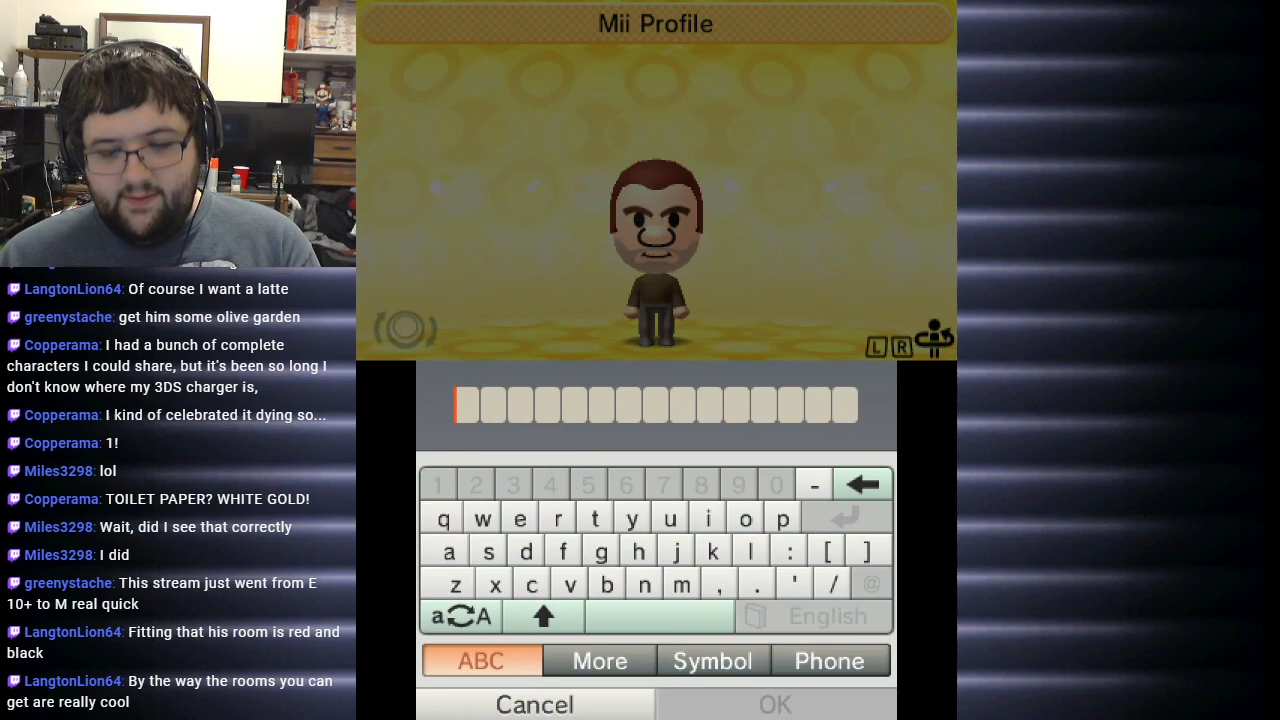 Mii Profile
L R
LangtonLion64: Of course I want a latte
greenystache: get him some olive garden
Copperama: I had a bunch of complete
characters I could share, but it's been so long I
don't know where my 3DS charger is,
Copperama: I kind of celebrated it dying so...
Copperama: 1!
Miles3298: lol
Copperama: TOILET PAPER? WHITE GOLD!
Miles3298: Wait, did I see that correctly
Miles3298: I did
greenystache: This stream just went from E
10+ to M real quick
LangtonLion64: Fitting that his room is red and
black
LangtonLion64: By the way the rooms you can
get are really cool
1 2 3 4 5 6 7 8 9 0 -
q w e r t y u i o p
a s d f g h j k l : [ ]
z x c v b n m , . ' / @
a A English
ABC More Symbol Phone
Cancel OK